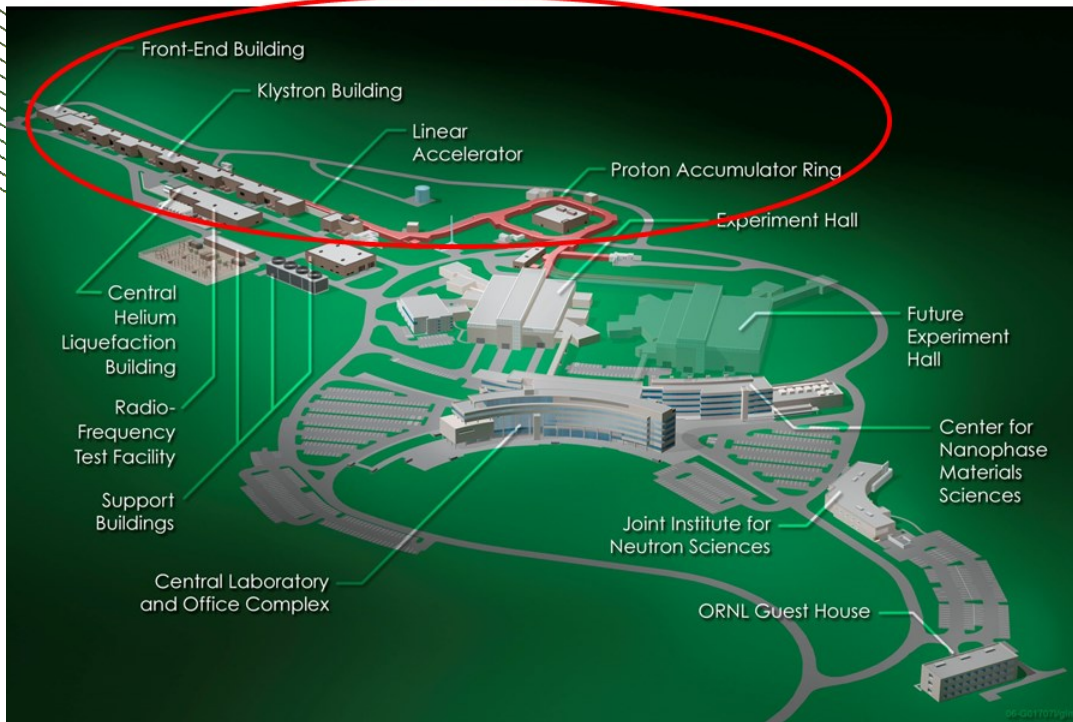 Front-End Building
Klystron Building
Linear
Accelerator
Proton Accumulator Ring
Experiment Hall
Central
Helium
Liquefaction
Building
Future
Experiment
Hall
Radio-
Frequency
Test Facility
Center for
Nanophase
Materials
Sciences
Support
Buildings
Joint Institute for
Neutron Sciences
Central Laboratory
and Office Complex
ORNL Guest House